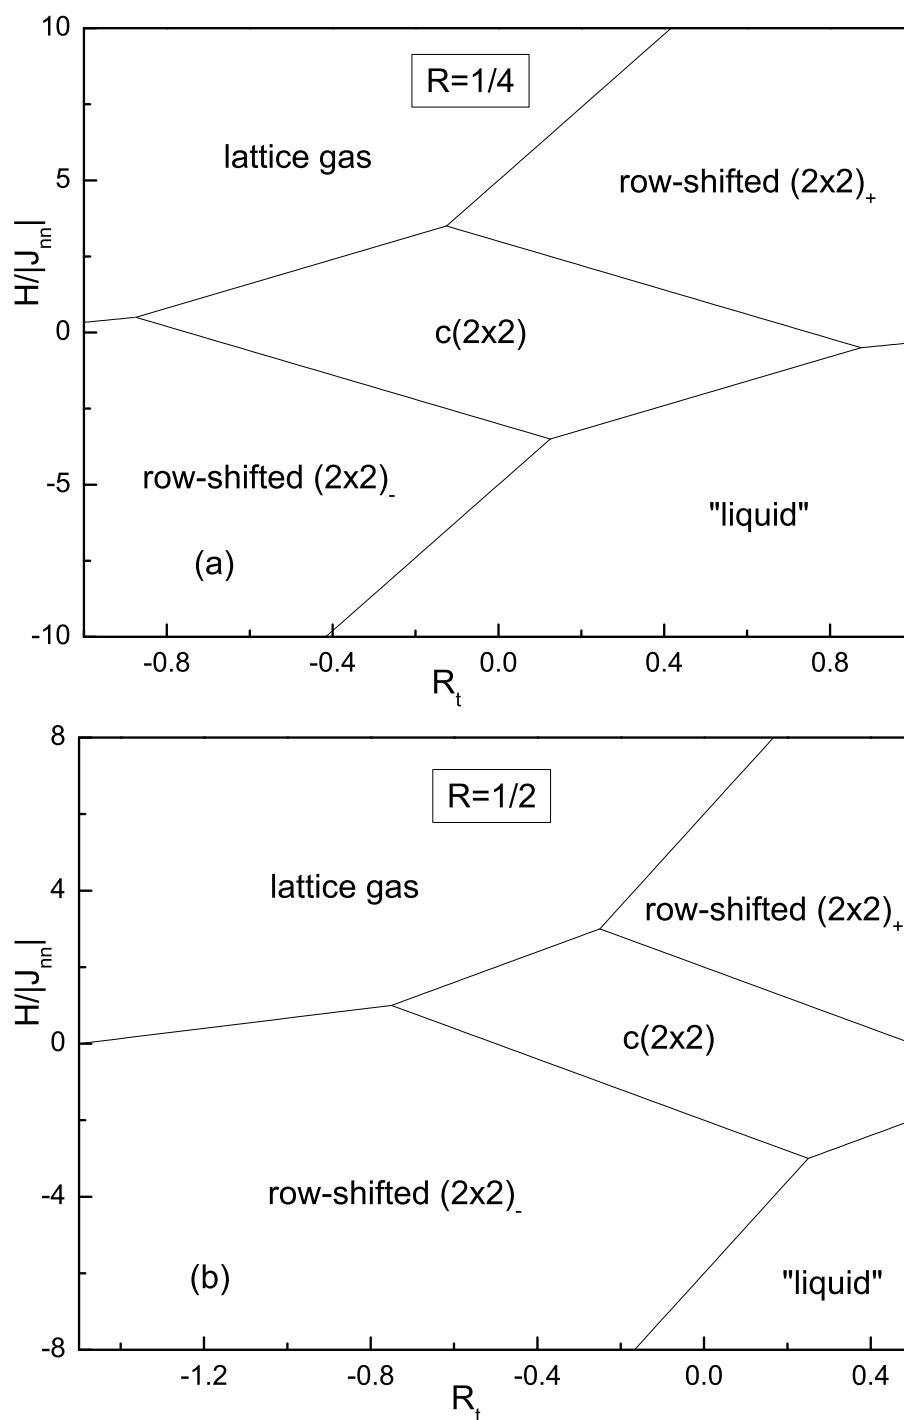 10
R=1/4
lattice gas
5
row-shifted (2x2)+
H/|Jnn|
0
c(2x2)
-5
row-shifted (2x2)-
"liquid"
(a)
-10
-0.8 -0.4 0.0 0.4 0.8
Rt
8
R=1/2
4
lattice gas
row-shifted (2x2)+
H/|Jnn|
0
c(2x2)
-4
row-shifted (2x2)-
(b)
"liquid"
-8
-1.2 -0.8 -0.4 0.0 0.4
Rt